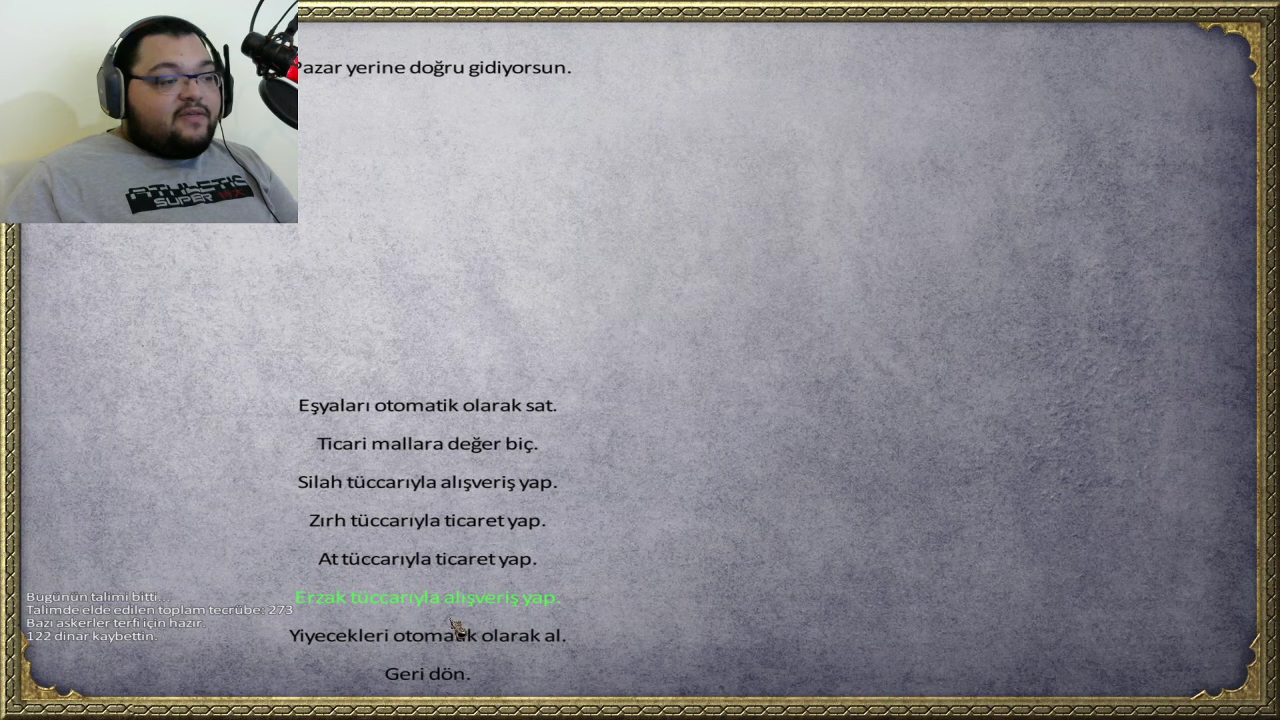 Pazar yerine doğru gidiyorsun.
ATHLETIC
SUPER
Eşyaları otomatik olarak sat.
Ticari mallara değer biç.
Silah tüccarıyla alışveriş yap.
Zırh tüccarıyla ticaret yap.
At tüccarıyla ticaret yap.
Erzak tüccarıyla alışveriş yap.
Yiyecekleri otomatik olarak al.
Geri dön.
Bugünün talimi bitti..
Talimde elde edilen toplam tecrübe: 273
Bazı askerler terfi için hazır.
122 dinar kaybettin.